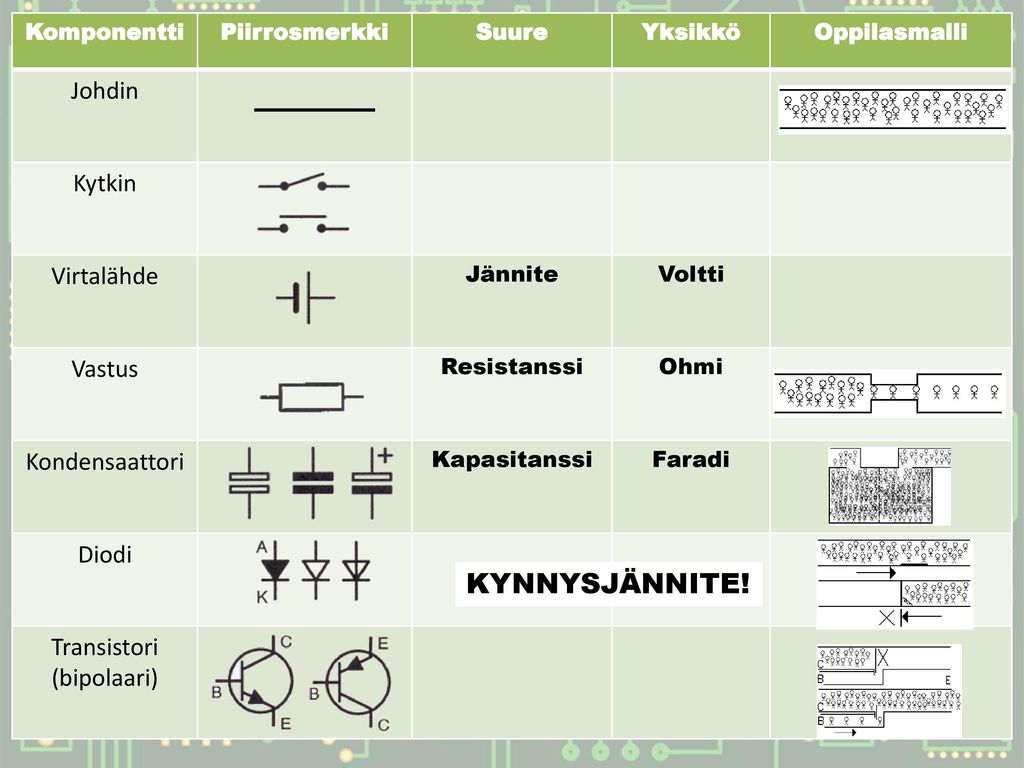 Komponentti Piirrosmerkki Suure Yksikkö Oppilasmalli
Johdin
Kytkin
Virtalähde Jännite Voltti
Vastus Resistanssi Ohmi
Kondensaattori + Kapasitanssi Faradi
Diodi A K KYNNYSJÄNNITE!
Transistori
(bipolaari)
C B E
E B C
C B E
C B